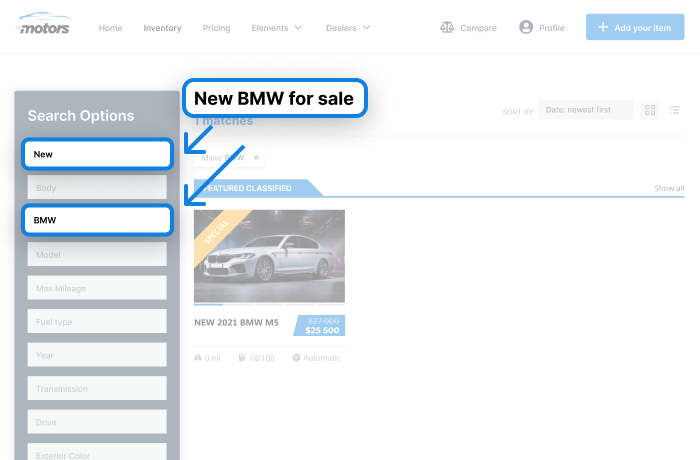 motors
Home
Inventory
Pricing
Elements
Dealers
Compare
Profile
Add your item
New BMW for sale
Search Options
New
Body
BMW
Model
Max Mileage
Fuel type
Year
Transmission
Drive
Exterior Color
1 matches
SORT BY:
Date: newest first
Make: BMW ×
FEATURED CLASSIFIED
Show all
SPECIAL
NEW 2021 BMW M5
$27 000
$25 500
0 mi
18/100
Automatic